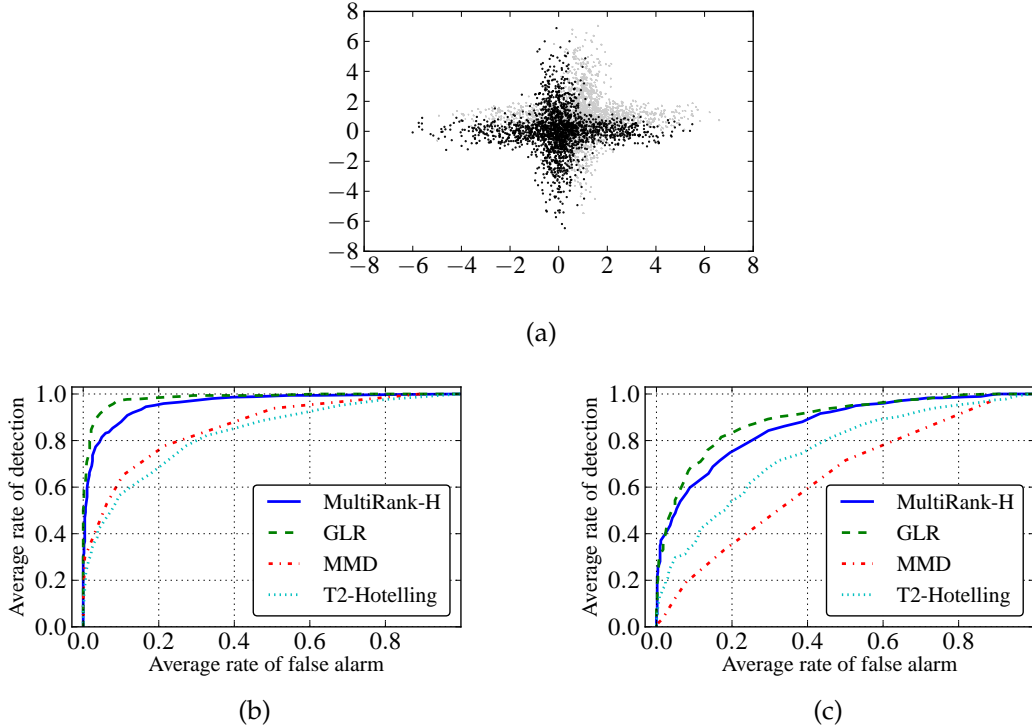 8
6
4
2
0
−2
−4
−6
−8
−8 −6 −4 −2 0 2 4 6 8
(a)
1.0
0.8
0.6
0.4
0.2
0.0
Average rate of detection
MultiRank-H
GLR
MMD
T2-Hotelling
0.0 0.2 0.4 0.6 0.8
Average rate of false alarm
(b)
1.0
0.8
0.6
0.4
0.2
0.0
Average rate of detection
MultiRank-H
GLR
MMD
T2-Hotelling
0.0 0.2 0.4 0.6 0.8
Average rate of false alarm
(c)